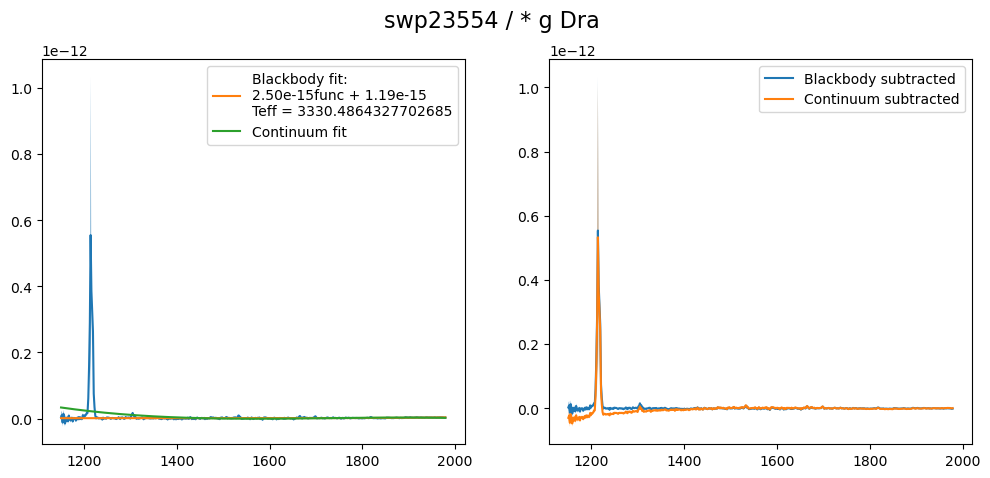 swp23554 / * g Dra
1e−12
1.0
0.8
0.6
0.4
0.2
0.0
1200
1400
1600
1800
2000
Blackbody fit:
2.50e-15func + 1.19e-15
Teff = 3330.4864327702685
Continuum fit
1e−12
1.0
0.8
0.6
0.4
0.2
0.0
1200
1400
1600
1800
2000
Blackbody subtracted
Continuum subtracted